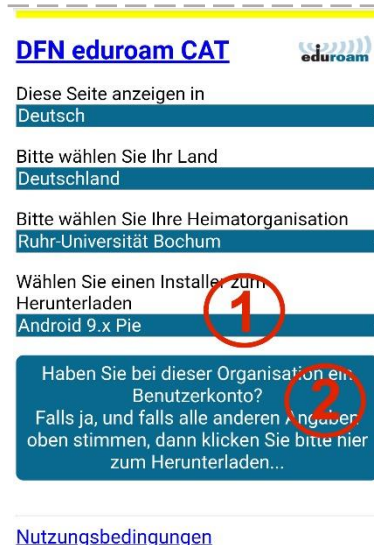 DFN eduroam CAT
eduroam
Diese Seite anzeigen in
Deutsch
Bitte wählen Sie Ihr Land
Deutschland
Bitte wählen Sie Ihre Heimatorganisation
Ruhr-Universität Bochum
Wählen Sie einen Installer zum
Herunterladen
1
Android 9.x Pie
Haben Sie bei dieser Organisation ein
Benutzerkonto?
2
Falls ja, und falls alle anderen Angaben
oben stimmen, dann klicken Sie bitte hier
zum Herunterladen...
Nutzungsbedingungen